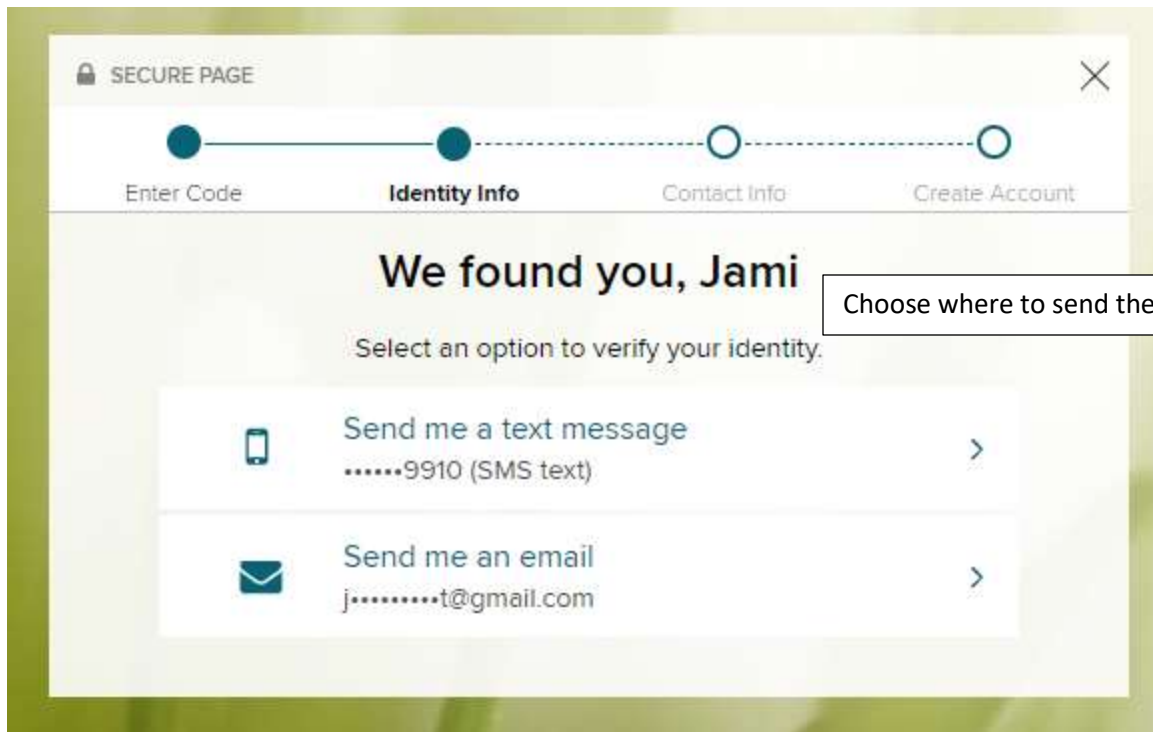 SECURE PAGE
Enter Code
Identity Info
Contact Info
Create Account
We found you, Jami
Choose where to send the
Select an option to verify your identity.
Send me a text message
••••••9910 (SMS text)
Send me an email
j•••••••••t@gmail.com